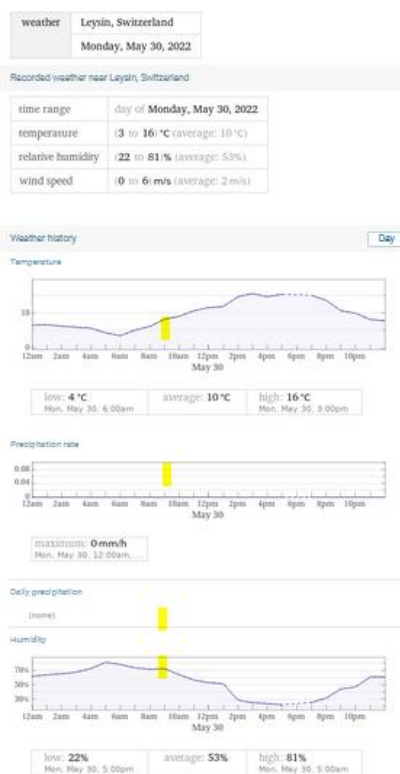 weather Leysin, Switzerland
Monday, May 30, 2022
Recorded weather near Leysin, Switzerland
time range day of Monday, May 30, 2022
temperature (3 to 16) °C (average: 10 °C)
relative humidity (22 to 81)% (average: 53%)
wind speed (0 to 6) m/s (average: 2 m/s)
Weather history Day
Temperature
10
0
12am 2am 4am 6am 8am 10am 12pm 2pm 4pm 6pm 8pm 10pm
May 30
low: 4 °C average: 10 °C high: 16 °C
Mon, May 30, 6:00am Mon, May 30, 3:00pm
Precipitation rate
0.08
0.04
0
12am 2am 4am 6am 8am 10am 12pm 2pm 4pm 6pm 8pm 10pm
May 30
maximum: 0 mm/h
Mon, May 30, 12:00am, ...
Daily precipitation
(none)
Humidity
70%
50%
30%
12am 2am 4am 6am 8am 10am 12pm 2pm 4pm 6pm 8pm 10pm
May 30
low: 22% average: 53% high: 81%
Mon, May 30, 5:00pm Mon, May 30, 5:00am